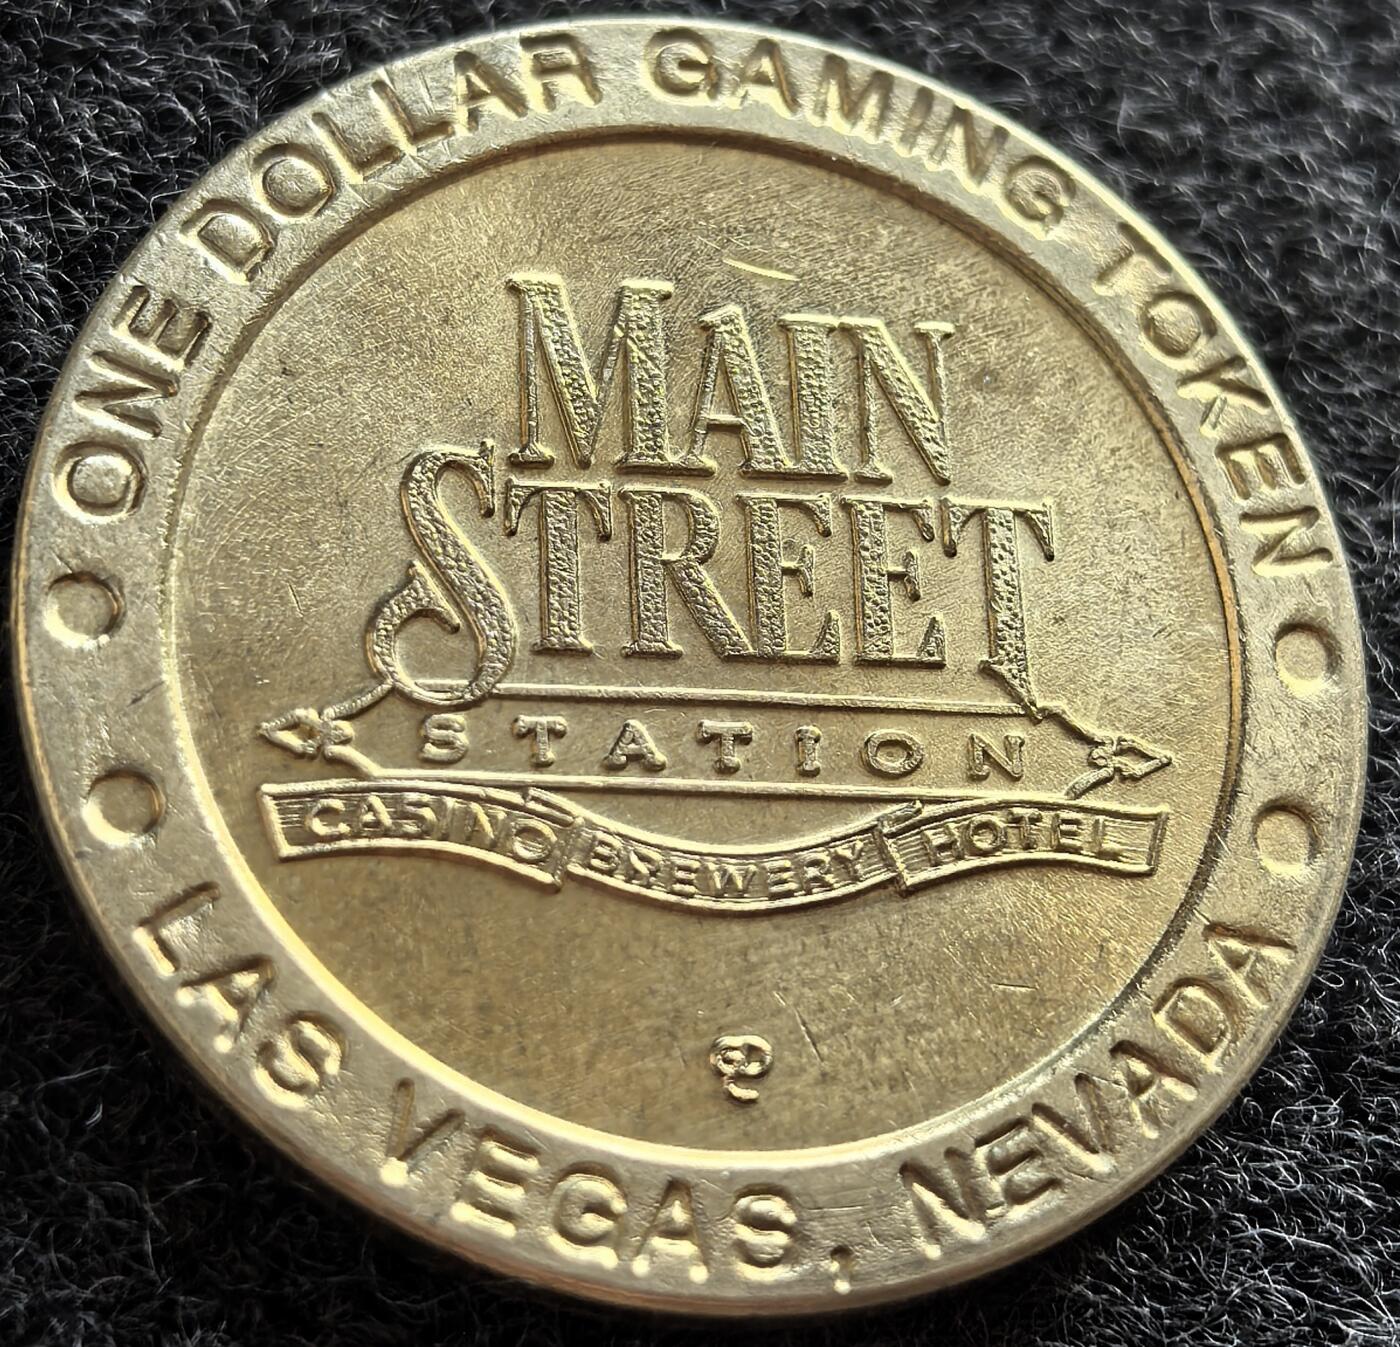 ONE DOLLAR GAMING TOKEN
MAIN
STREET
STATION
CASINO BREWERY HOTEL
LAS VEGAS, NEVADA